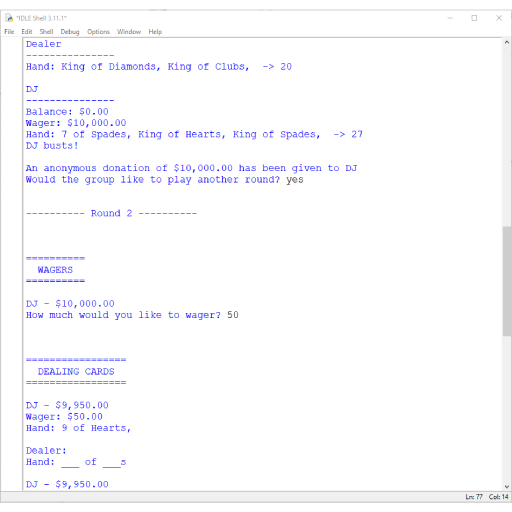 *IDLE Shell 3.11.1*
File Edit Shell Debug Options Window Help
Dealer
---------------
Hand: King of Diamonds, King of Clubs,  -> 20
DJ
---------------
Balance: $0.00
Wager: $10,000.00
Hand: 7 of Spades, King of Hearts, King of Spades,  -> 27
DJ busts!
An anonymous donation of $10,000.00 has been given to DJ
Would the group like to play another round? yes
---------- Round 2 ----------
==========
WAGERS
==========
DJ - $10,000.00
How much would you like to wager? 50
=================
DEALING CARDS
=================
DJ - $9,950.00
Wager: $50.00
Hand: 9 of Hearts,
Dealer:
Hand: ___ of ___s
DJ - $9,950.00
Ln: 77 Col: 14